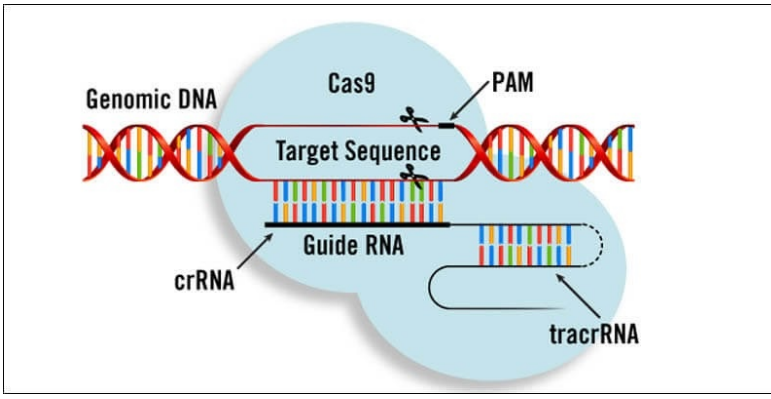 Cas9
PAM
Genomic DNA
Target Sequence
Guide RNA
crRNA
tracrRNA